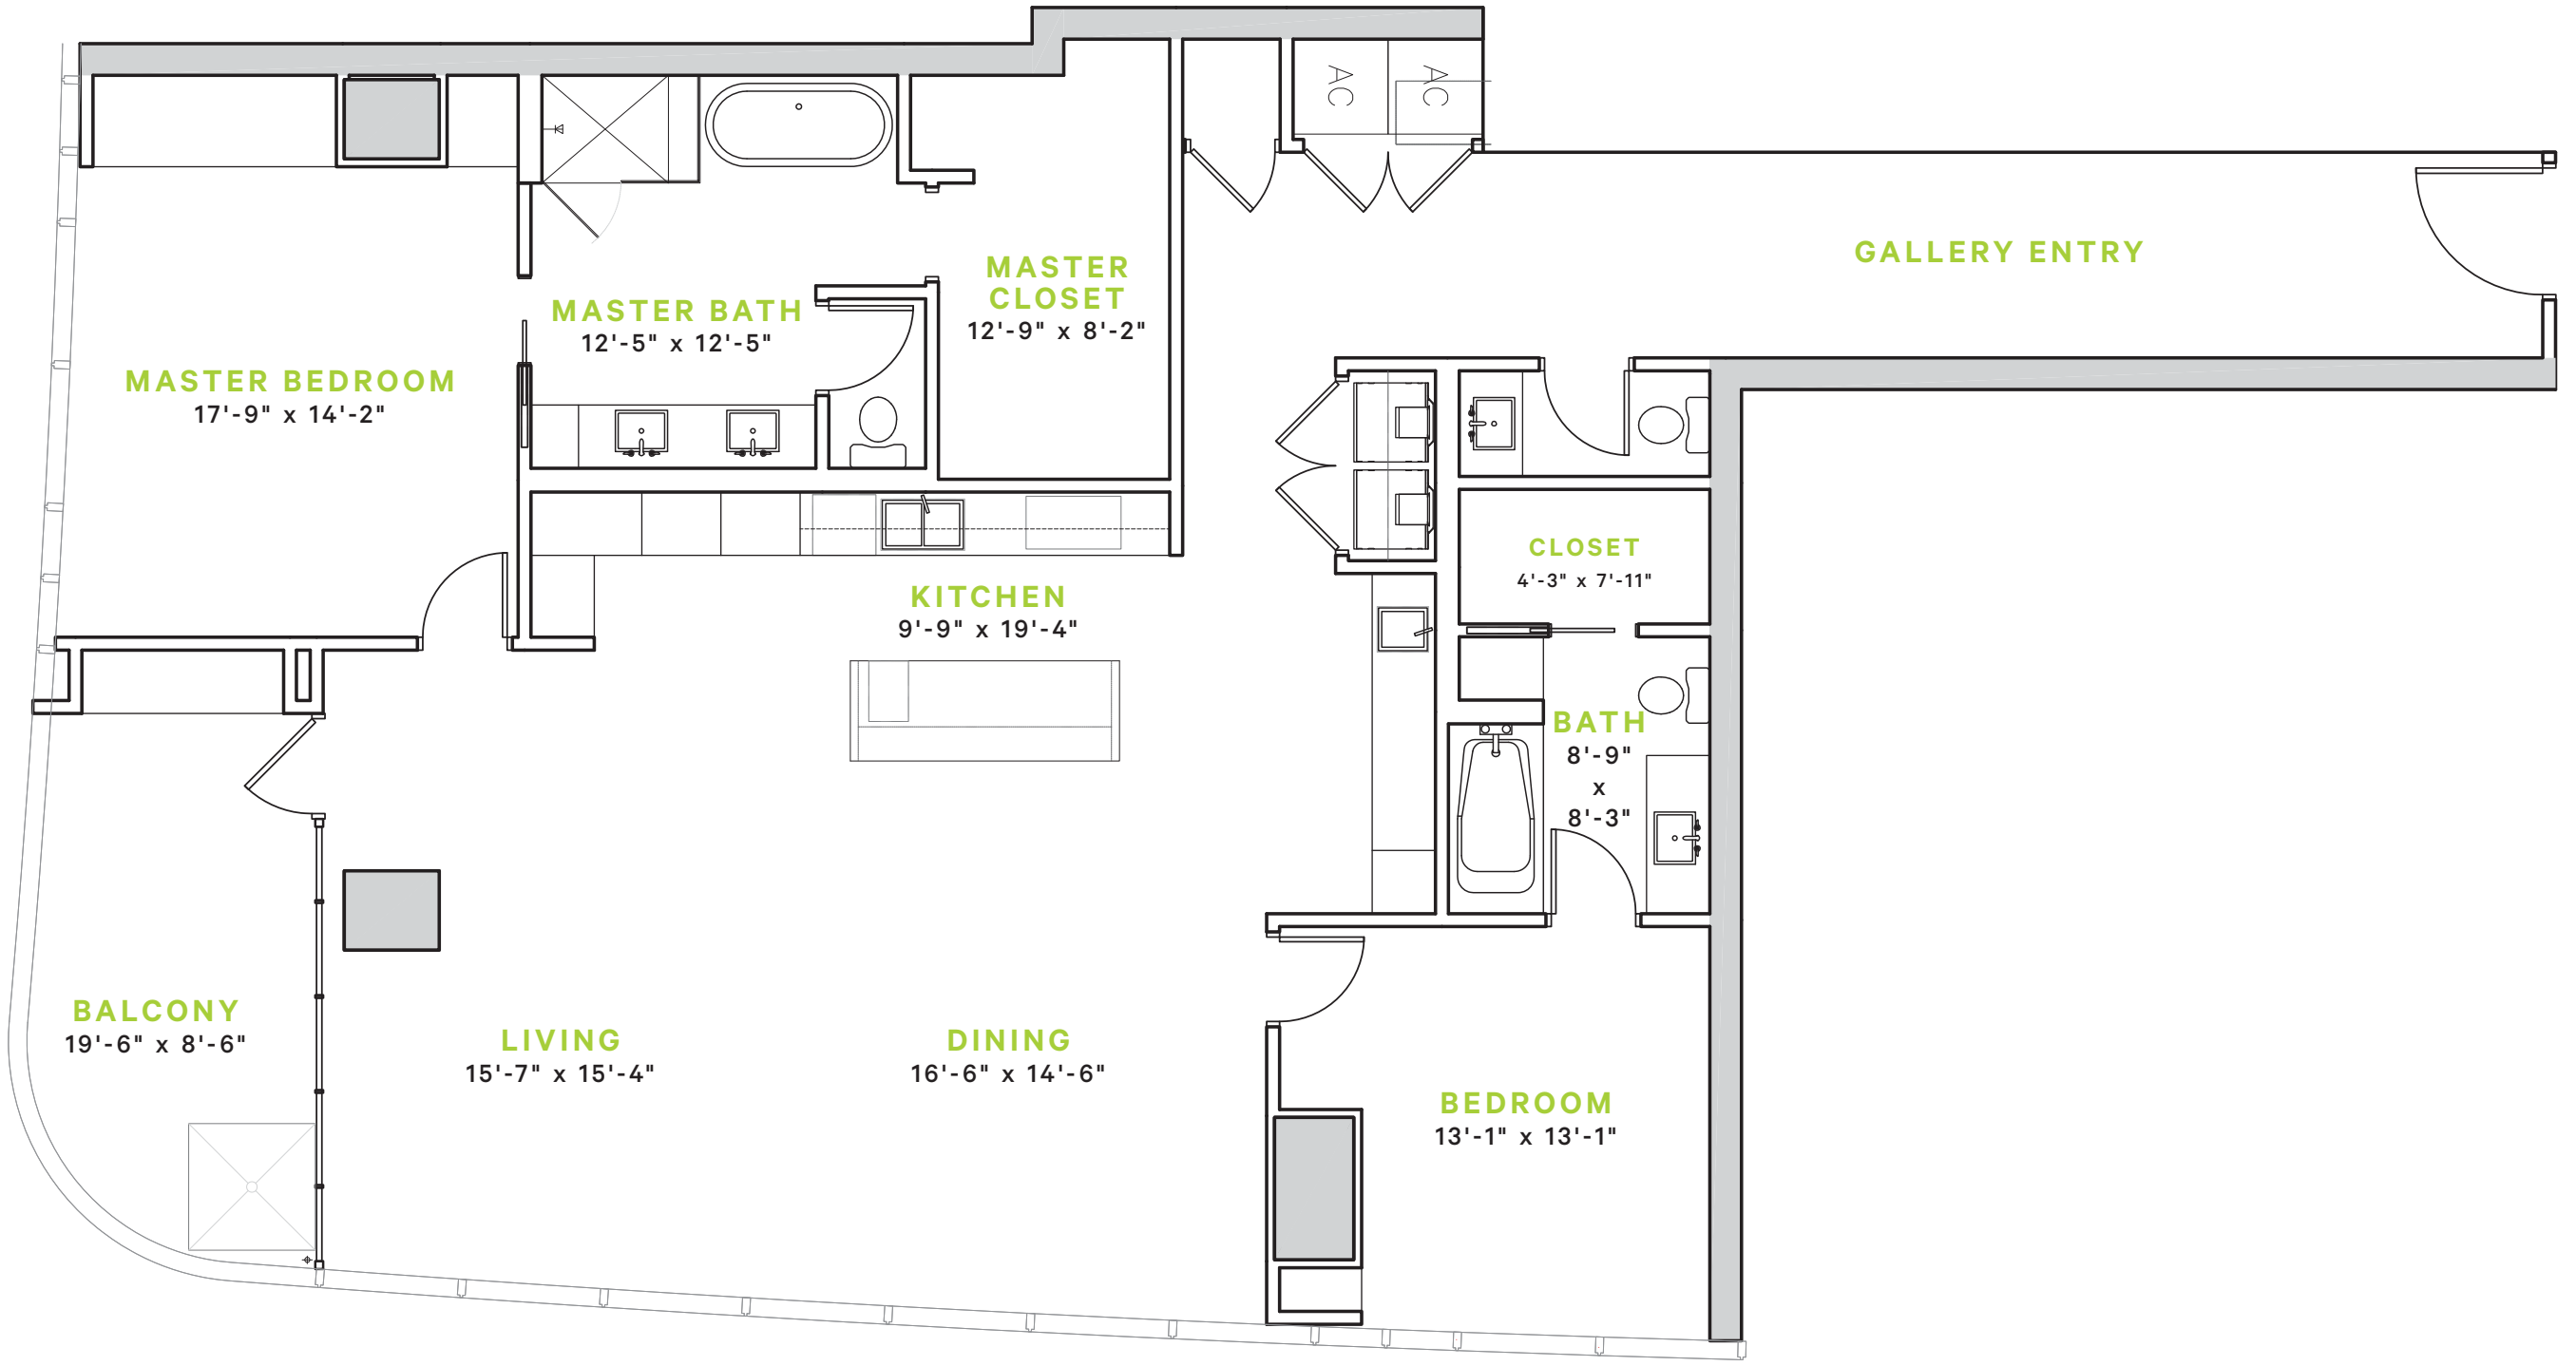 AC
AC
GALLERY ENTRY
MASTER
CLOSET
12'-9" x 8'-2"
MASTER BATH
12'-5" x 12'-5"
MASTER BEDROOM
17'-9" x 14'-2"
CLOSET
4'-3" x 7'-11"
KITCHEN
9'-9" x 19'-4"
BATH
8'-9"
x
8'-3"
BALCONY
19'-6" x 8'-6"
LIVING
15'-7" x 15'-4"
DINING
16'-6" x 14'-6"
BEDROOM
13'-1" x 13'-1"